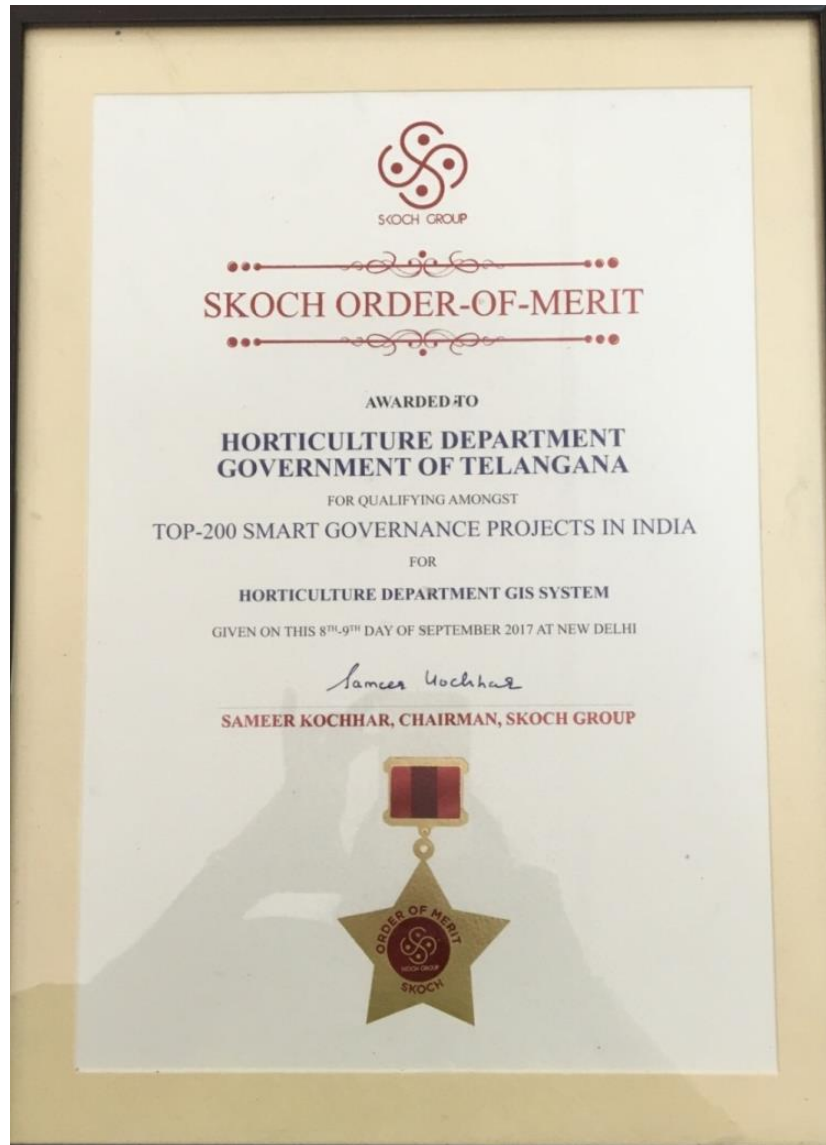 SKOCH GROUP
SKOCH ORDER-OF-MERIT
AWARDED TO
HORTICULTURE DEPARTMENT
GOVERNMENT OF TELANGANA
FOR QUALIFYING AMONGST
TOP-200 SMART GOVERNANCE PROJECTS IN INDIA
FOR
HORTICULTURE DEPARTMENT GIS SYSTEM
GIVEN ON THIS 8TH-9TH DAY OF SEPTEMBER 2017 AT NEW DELHI
Sameer Kochhar
SAMEER KOCHHAR, CHAIRMAN, SKOCH GROUP
ORDER OF MERIT
SKOCH GROUP
SKOCH